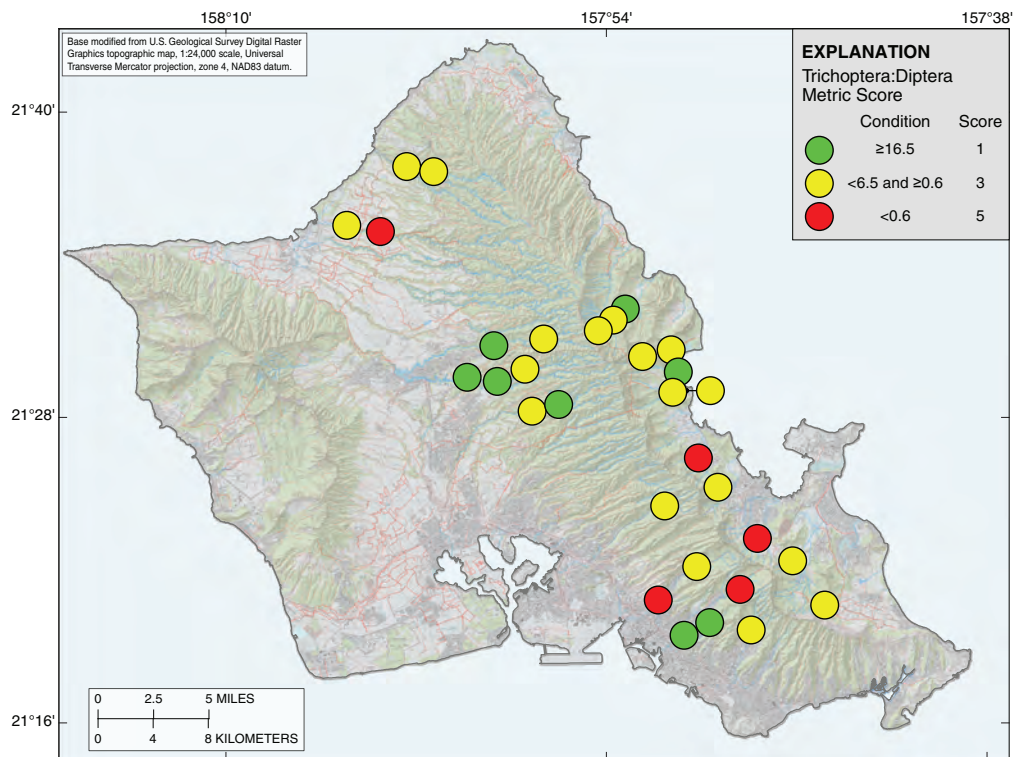 158°10' 157°54' 157°38'
Base modified from U.S. Geological Survey Digital Raster
Graphics topographic map, 1:24,000 scale, Universal
Transverse Mercator projection, zone 4, NAD83 datum.
EXPLANATION
Trichoptera:Diptera
Metric Score
Condition Score
≥16.5 1
<6.5 and ≥0.6 3
<0.6 5
21°40'
21°28'
21°16'
0 2.5 5 MILES
0 4 8 KILOMETERS